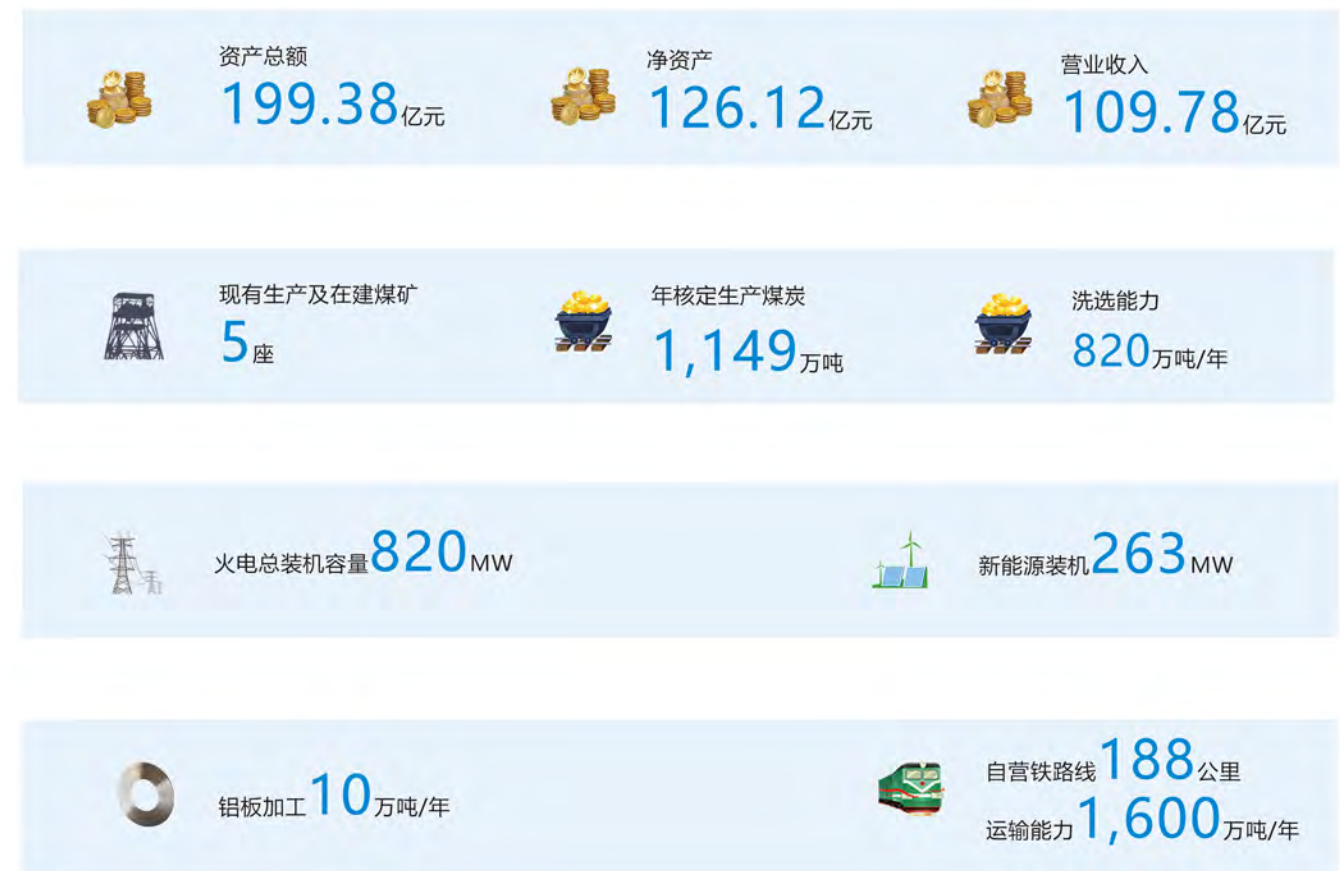 资产总额
199.38亿元
净资产
126.12亿元
营业收入
109.78亿元
现有生产及在建煤矿
5座
年核定生产煤炭
1,149万吨
洗选能力
820万吨/年
火电总装机容量820MW
新能源装机263MW
铝板加工10万吨/年
自营铁路线188公里
运输能力1,600万吨/年